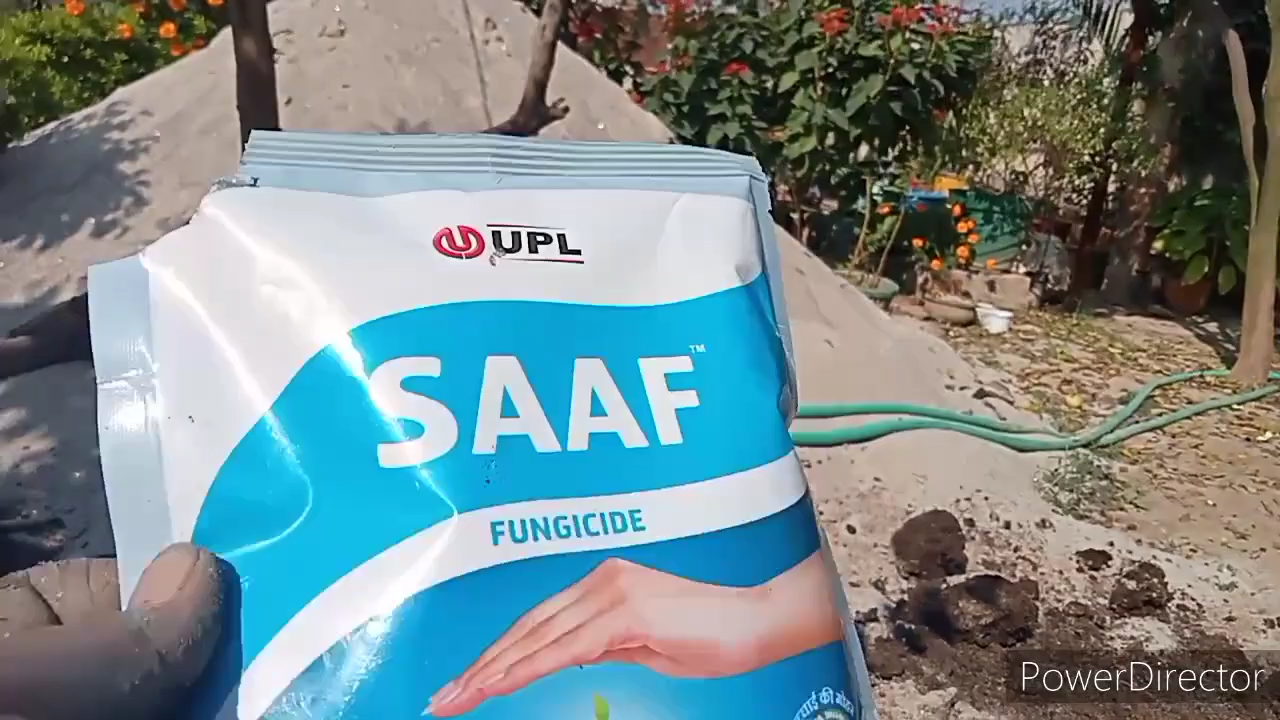 UPL
SAAF™
FUNGICIDE
की
PowerDirector